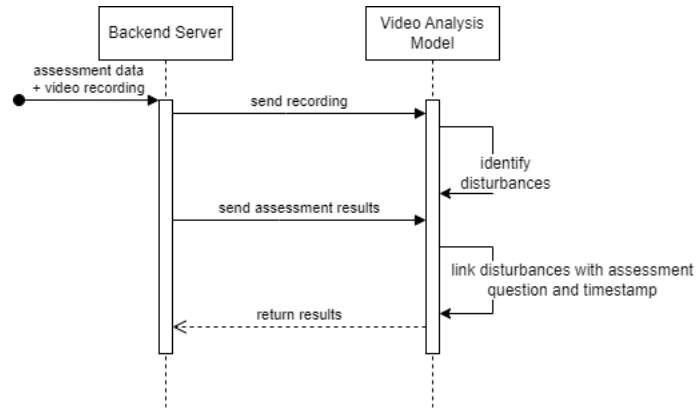 Backend Server
Video Analysis
Model
assessment data
+ video recording
send recording
identify
disturbances
send assessment results
link disturbances with assessment
question and timestamp
return results